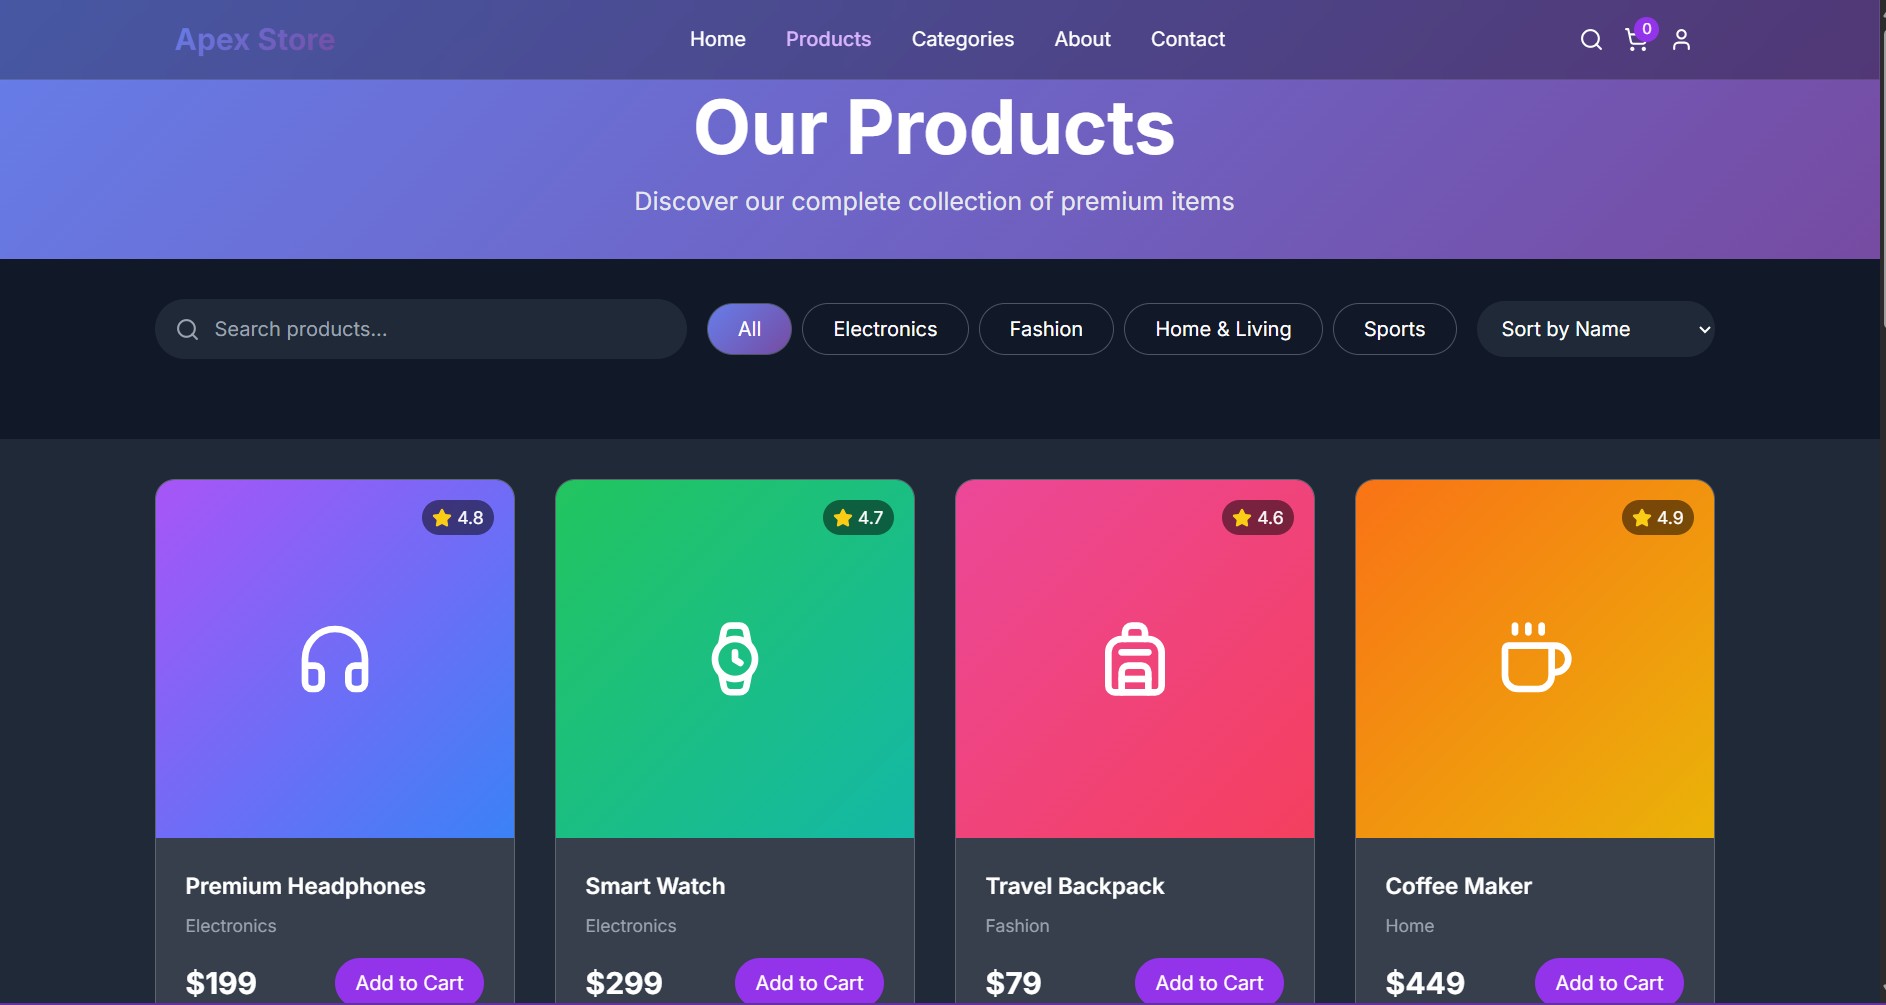 Apex Store
Home Products Categories About Contact
0
Our Products
Discover our complete collection of premium items
Search products...
All Electronics Fashion Home & Living Sports
Sort by Name
4.8
4.7
4.6
4.9
Premium Headphones
Electronics
$199 Add to Cart
Smart Watch
Electronics
$299 Add to Cart
Travel Backpack
Fashion
$79 Add to Cart
Coffee Maker
Home
$449 Add to Cart